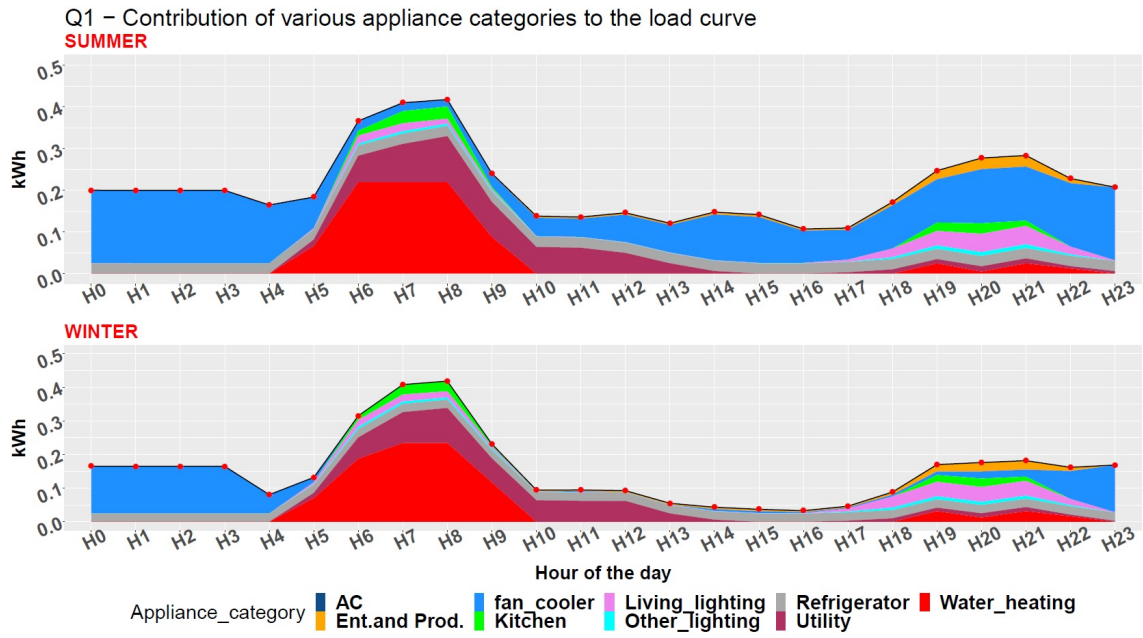 Q1 − Contribution of various appliance categories to the load curve
SUMMER
kWh
0.5
0.4
0.3
0.2
0.1
0.0
H0 H1 H2 H3 H4 H5 H6 H7 H8 H9 H10 H11 H12 H13 H14 H15 H16 H17 H18 H19 H20 H21 H22 H23
WINTER
kWh
0.5
0.4
0.3
0.2
0.1
0.0
H0 H1 H2 H3 H4 H5 H6 H7 H8 H9 H10 H11 H12 H13 H14 H15 H16 H17 H18 H19 H20 H21 H22 H23
Hour of the day
Appliance_category
AC fan_cooler Living_lighting Refrigerator Water_heating
Ent.and Prod. Kitchen Other_lighting Utility